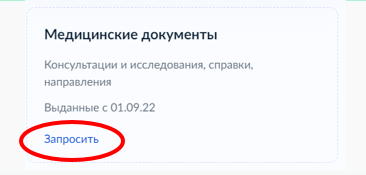 Медицинские документы
Консультации и исследования, справки,
направления
Выданные с 01.09.22
Запросить